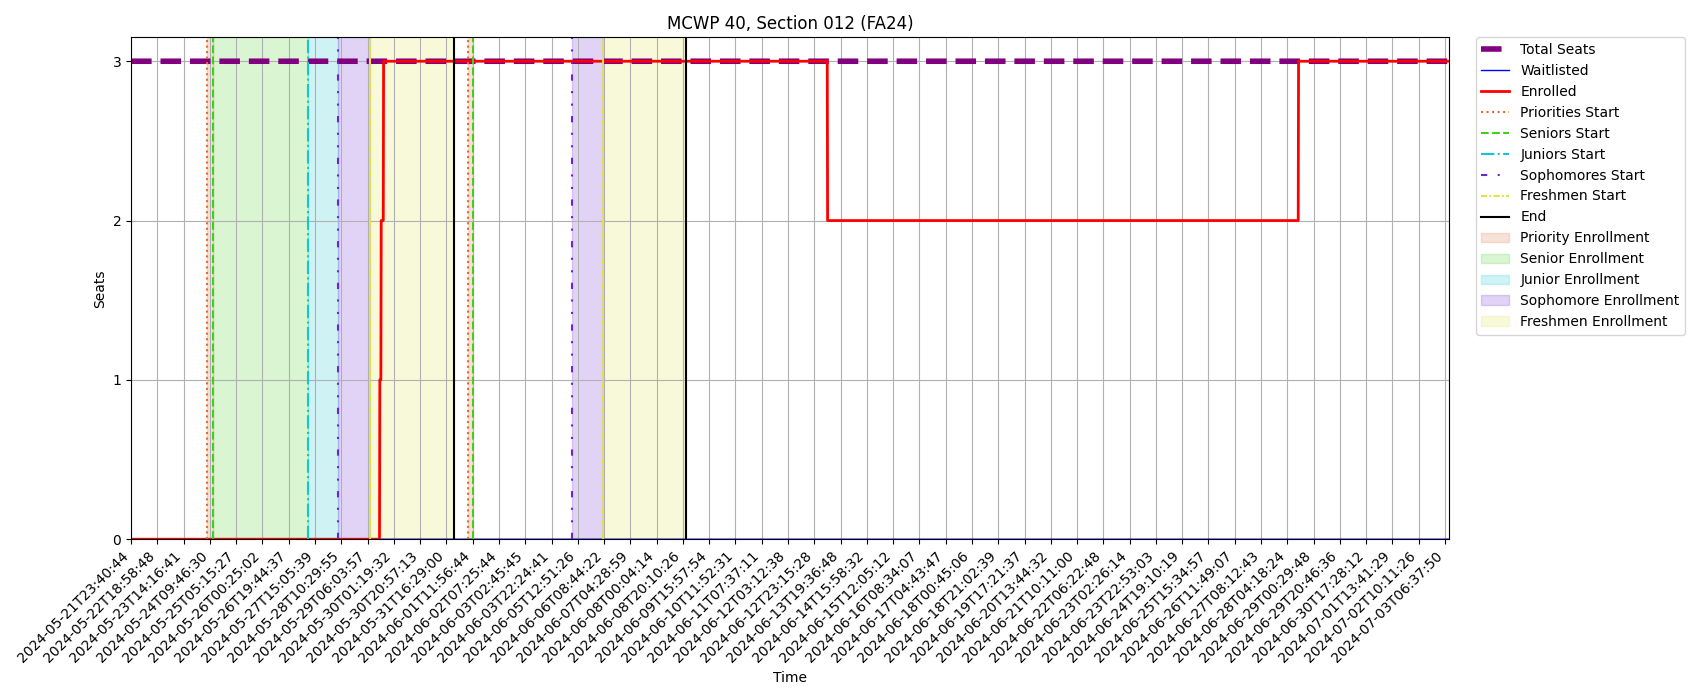 MCWP 40, Section 012 (FA24)
Seats
3
2
1
0
2024-05-21T23:40:44
2024-05-22T18:58:48
2024-05-23T14:16:41
2024-05-24T09:46:30
2024-05-25T05:15:27
2024-05-26T00:25:02
2024-05-26T19:44:37
2024-05-27T15:05:39
2024-05-28T10:29:55
2024-05-29T06:03:57
2024-05-30T01:19:32
2024-05-30T20:57:13
2024-05-31T16:29:00
2024-06-01T11:56:44
2024-06-02T07:25:44
2024-06-03T02:45:45
2024-06-03T22:24:41
2024-06-05T12:51:26
2024-06-06T08:44:22
2024-06-07T04:28:59
2024-06-08T00:04:14
2024-06-08T20:10:26
2024-06-09T15:57:54
2024-06-10T11:52:31
2024-06-11T07:37:11
2024-06-12T03:12:38
2024-06-12T23:15:28
2024-06-13T19:36:48
2024-06-14T15:58:32
2024-06-15T12:05:12
2024-06-16T08:34:07
2024-06-17T04:43:47
2024-06-18T00:45:06
2024-06-18T21:02:39
2024-06-19T17:21:37
2024-06-20T13:44:32
2024-06-21T10:11:00
2024-06-22T06:22:48
2024-06-23T02:26:14
2024-06-23T22:53:03
2024-06-24T19:10:19
2024-06-25T15:34:57
2024-06-26T11:49:07
2024-06-27T08:12:43
2024-06-28T04:18:24
2024-06-29T00:29:48
2024-06-29T20:46:36
2024-06-30T17:28:12
2024-07-01T13:41:29
2024-07-02T10:11:26
2024-07-03T06:37:50
Time
Total Seats
Waitlisted
Enrolled
Priorities Start
Seniors Start
Juniors Start
Sophomores Start
Freshmen Start
End
Priority Enrollment
Senior Enrollment
Junior Enrollment
Sophomore Enrollment
Freshmen Enrollment